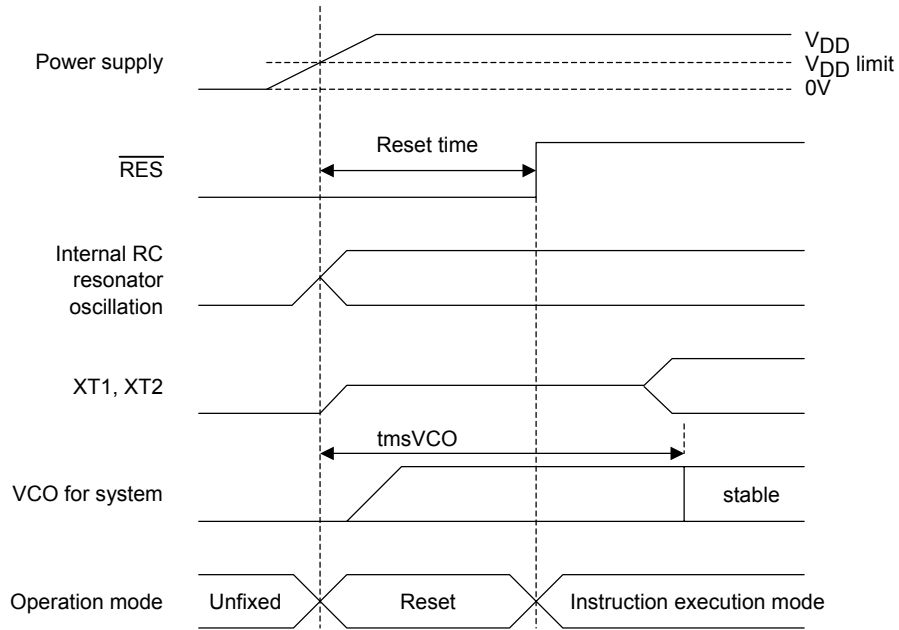 Power supply
VDD
VDD limit
0V
RES
Reset time
Internal RC
resonator
oscillation
XT1, XT2
tmsVCO
VCO for system
stable
Operation mode
Unfixed
Reset
Instruction execution mode